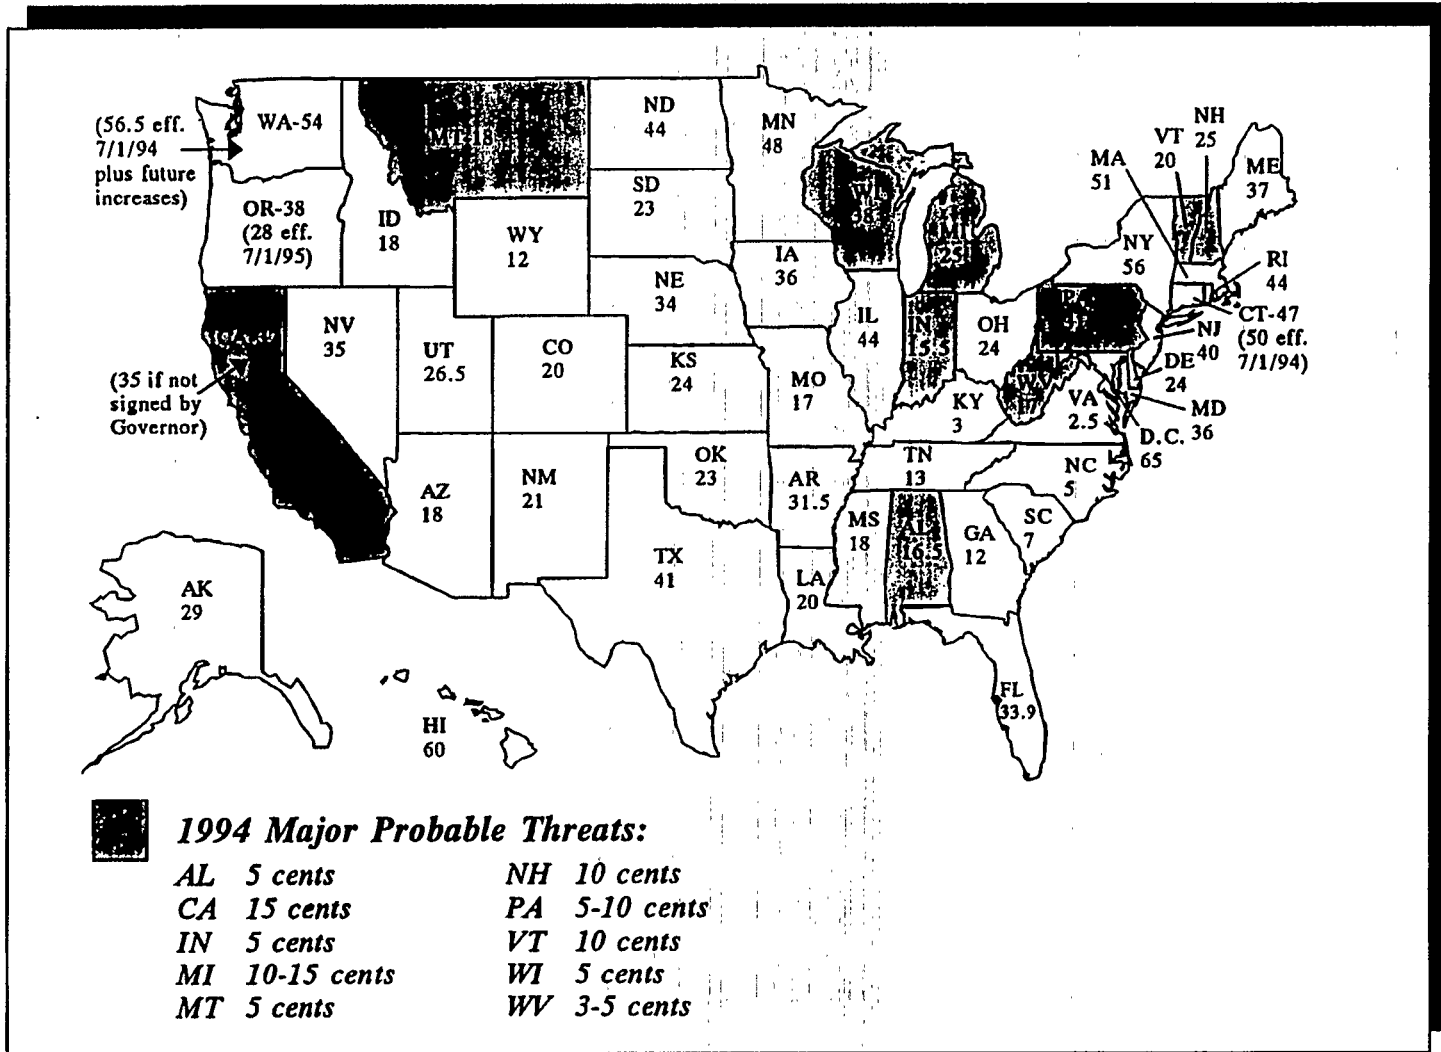 (56.5 eff.
7/1/94
plus future
increases)
WA-54
OR-38
(28 eff.
7/1/95)
ID
18
MT-18
ND
44
SD
23
WY
12
NE
34
MN
48
IA
36
WI
38
MI
25
IL
44
IN
15.5
OH
24
NV
35
UT
26.5
CO
20
KS
24
MO
17
KY
3
WV
17
VA
2.5
PA
NY
56
MA
51
VT
20
NH
25
ME
37
RI
44
CT-47
(50 eff.
7/1/94)
NJ
40
DE
24
MD
36
D.C.
65
(35 if not
signed by
Governor)
AZ
18
NM
21
OK
23
TX
41
AR
31.5
LA
20
MS
18
TN
13
AL
16.5
GA
12
SC
7
NC
5
FL
33.9
AK
29
HI
60
1994 Major Probable Threats:
AL 5 cents
CA 15 cents
IN 5 cents
MI 10-15 cents
MT 5 cents
NH 10 cents
PA 5-10 cents
VT 10 cents
WI 5 cents
WV 3-5 cents